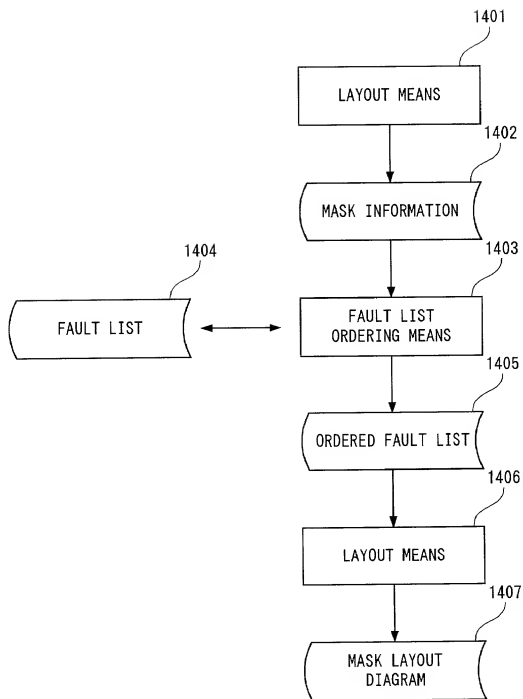 1401
LAYOUT MEANS
1402
MASK INFORMATION
1403
1404
FAULT LIST
FAULT LIST
ORDERING MEANS
1405
ORDERED FAULT LIST
1406
LAYOUT MEANS
1407
MASK LAYOUT
DIAGRAM